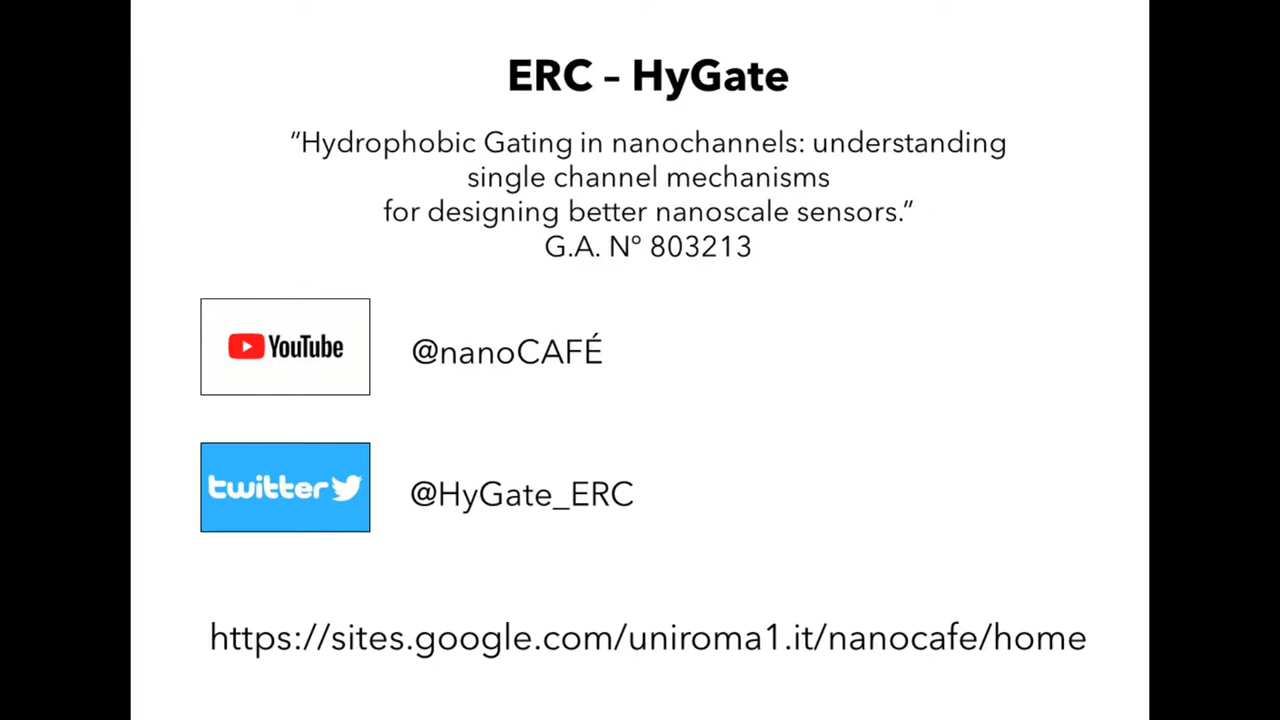 ERC – HyGate
”Hydrophobic Gating in nanochannels: understanding
single channel mechanisms
for designing better nanoscale sensors.”
G.A. N° 803213
YouTube
@nanoCAFÉ
twitter
@HyGate_ERC
https://sites.google.com/uniroma1.it/nanocafe/home